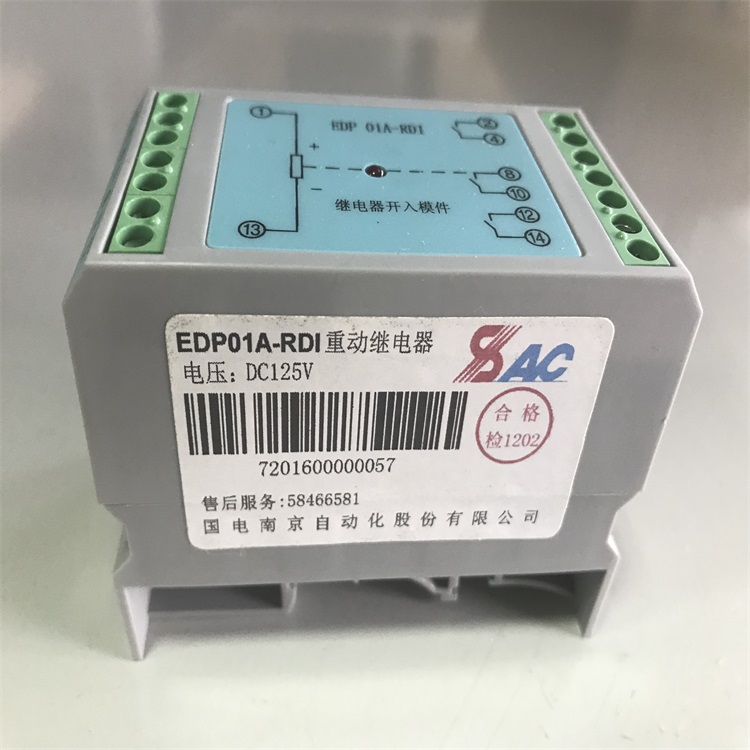 ①
EDP 01A-RD1
②
④
+
⑧
−
⑩
继电器开入模件
⑫
⑬
⑭
EDP01A-RDI重动继电器
SAC
电压：DC125V
合格
检1202
7201600000057
售后服务:58466581
国电南京自动化股份有限公司